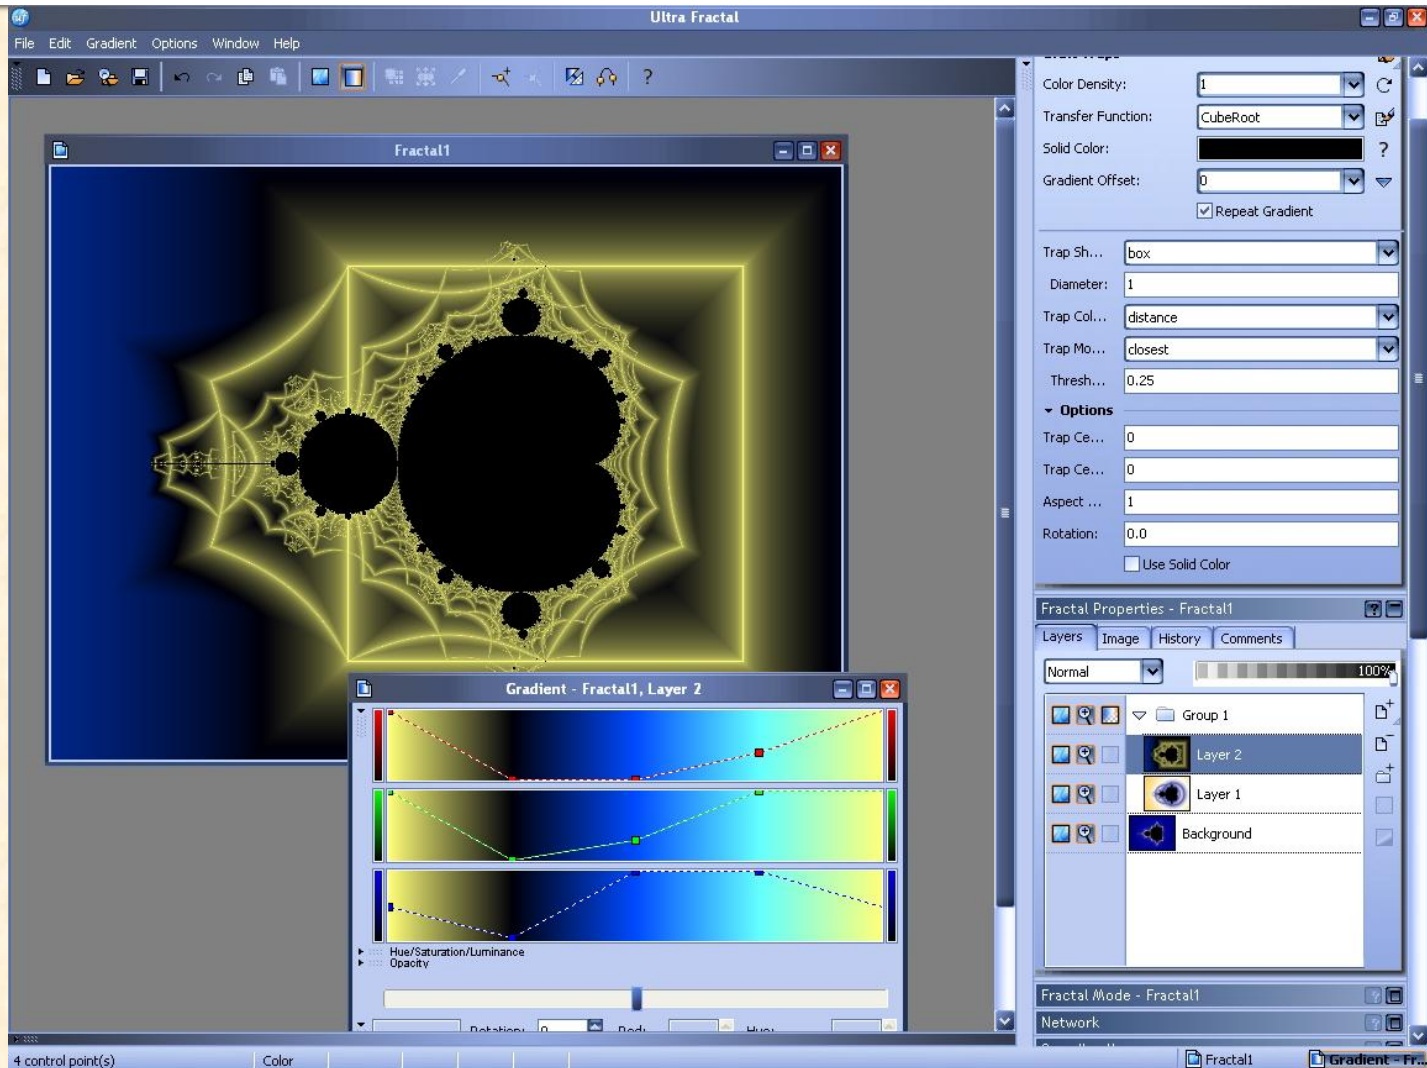 Ultra Fractal
File Edit Gradient Options Window Help
Color Density: 1
Transfer Function: CubeRoot
Solid Color:
Gradient Offset: 0
Repeat Gradient
Fractal1
Trap Sh... box
Diameter: 1
Trap Col... distance
Trap Mo... closest
Thresh... 0.25
Options
Trap Ce... 0
Trap Ce... 0
Aspect ... 1
Rotation: 0.0
Use Solid Color
Fractal Properties - Fractal1
Layers Image History Comments
Normal 100%
Group 1
Layer 2
Layer 1
Background
Gradient - Fractal1, Layer 2
Hue/Saturation/Luminance
Opacity
Rotation: 0 Red: Hue:
Fractal Mode - Fractal1
Network
4 control point(s) Color Fractal1 Gradient - Fr...